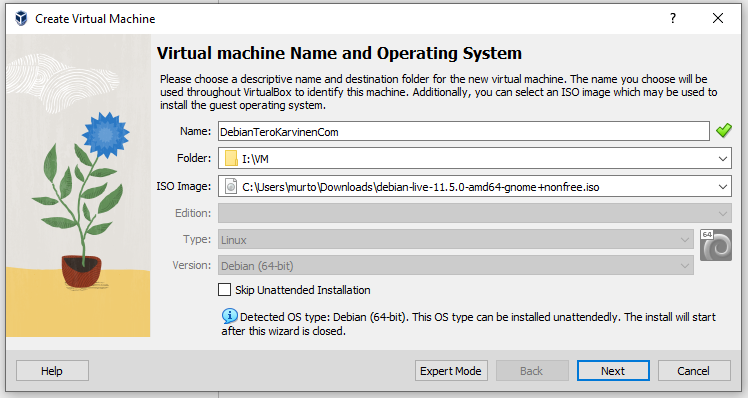 Create Virtual Machine
Virtual machine Name and Operating System
Please choose a descriptive name and destination folder for the new virtual machine. The name you choose will be
used throughout VirtualBox to identify this machine. Additionally, you can select an ISO image which may be used to
install the guest operating system.
Name: DebianTeroKarvinenCom
Folder: I:\VM
ISO Image: C:\Users\murto\Downloads\debian-live-11.5.0-amd64-gnome+nonfree.iso
Edition:
Type: Linux
64
Version: Debian (64-bit)
Skip Unattended Installation
Detected OS type: Debian (64-bit). This OS type can be installed unattendedly. The install will start
after this wizard is closed.
Help Expert Mode Back Next Cancel